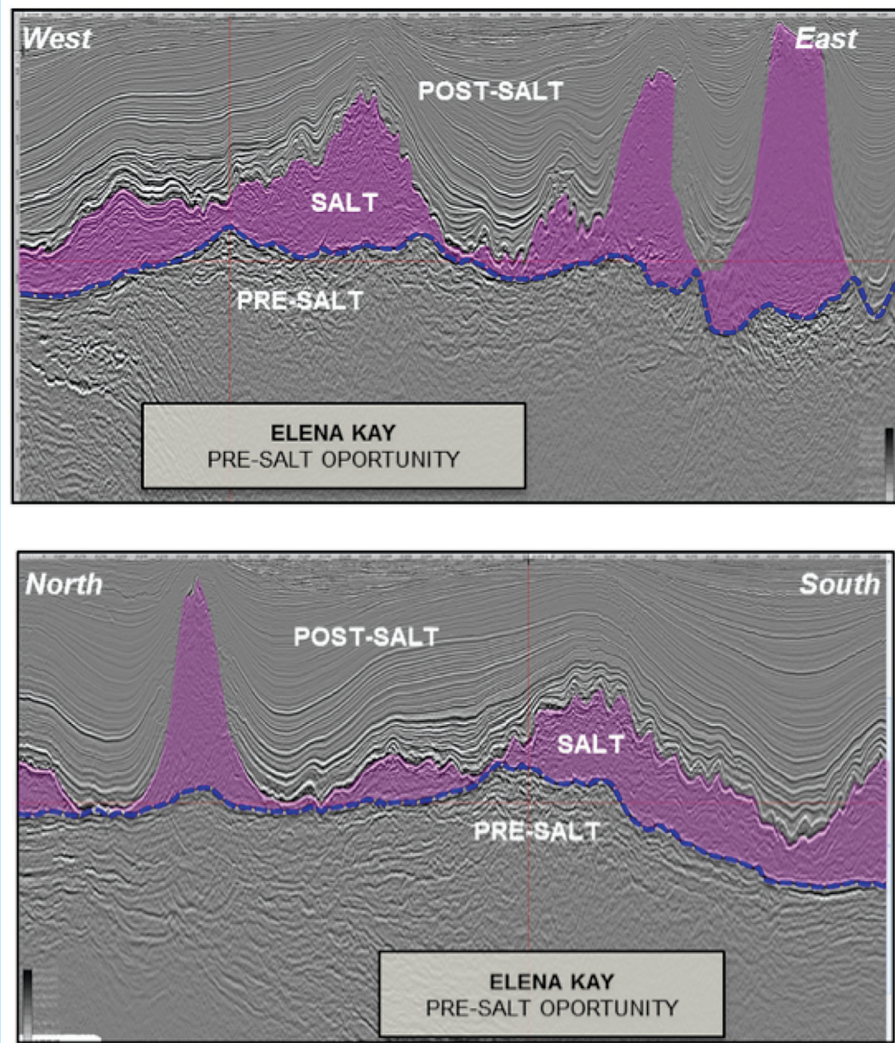 West
East
POST-SALT
SALT
PRE-SALT
ELENA KAY
PRE-SALT OPORTUNITY
North
South
POST-SALT
SALT
PRE-SALT
ELENA KAY
PRE-SALT OPORTUNITY